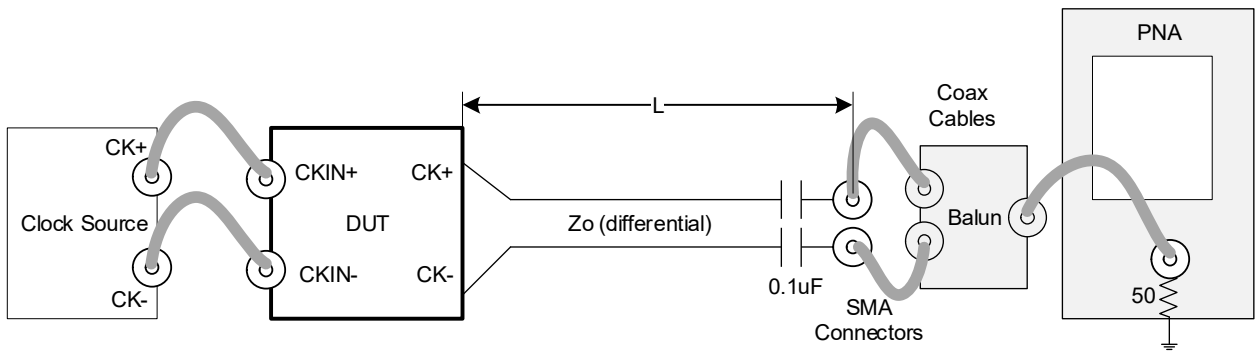 PNA
L
Coax
Cables
CK+
CKIN+
CK+
Clock Source
DUT
Zo (differential)
Balun
CKIN-
CK-
CK-
0.1uF
50
SMA
Connectors